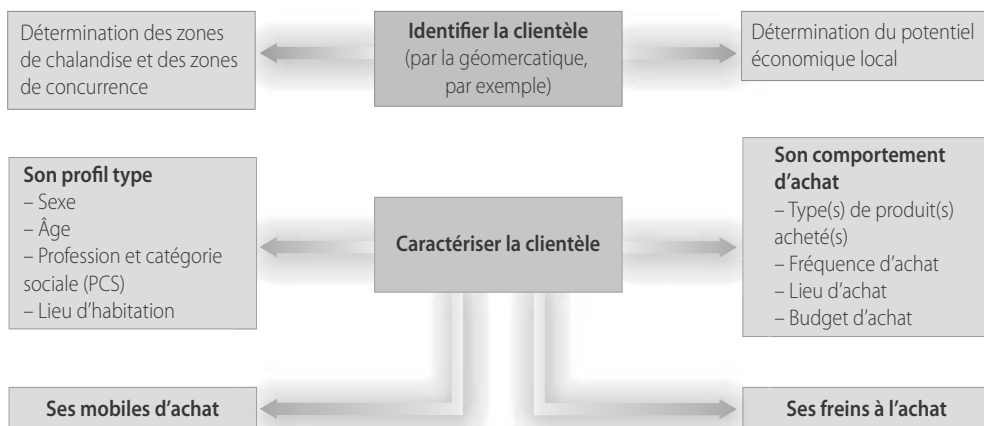 Détermination des zones
de chalandise et des zones
de concurrence
Identifier la clientèle
(par la géomercatique,
par exemple)
Détermination du potentiel
économique local
Son profil type
– Sexe
– Âge
– Profession et catégorie
sociale (PCS)
– Lieu d’habitation
Caractériser la clientèle
Son comportement
d’achat
– Type(s) de produit(s)
acheté(s)
– Fréquence d’achat
– Lieu d’achat
– Budget d’achat
Ses mobiles d’achat
Ses freins à l’achat